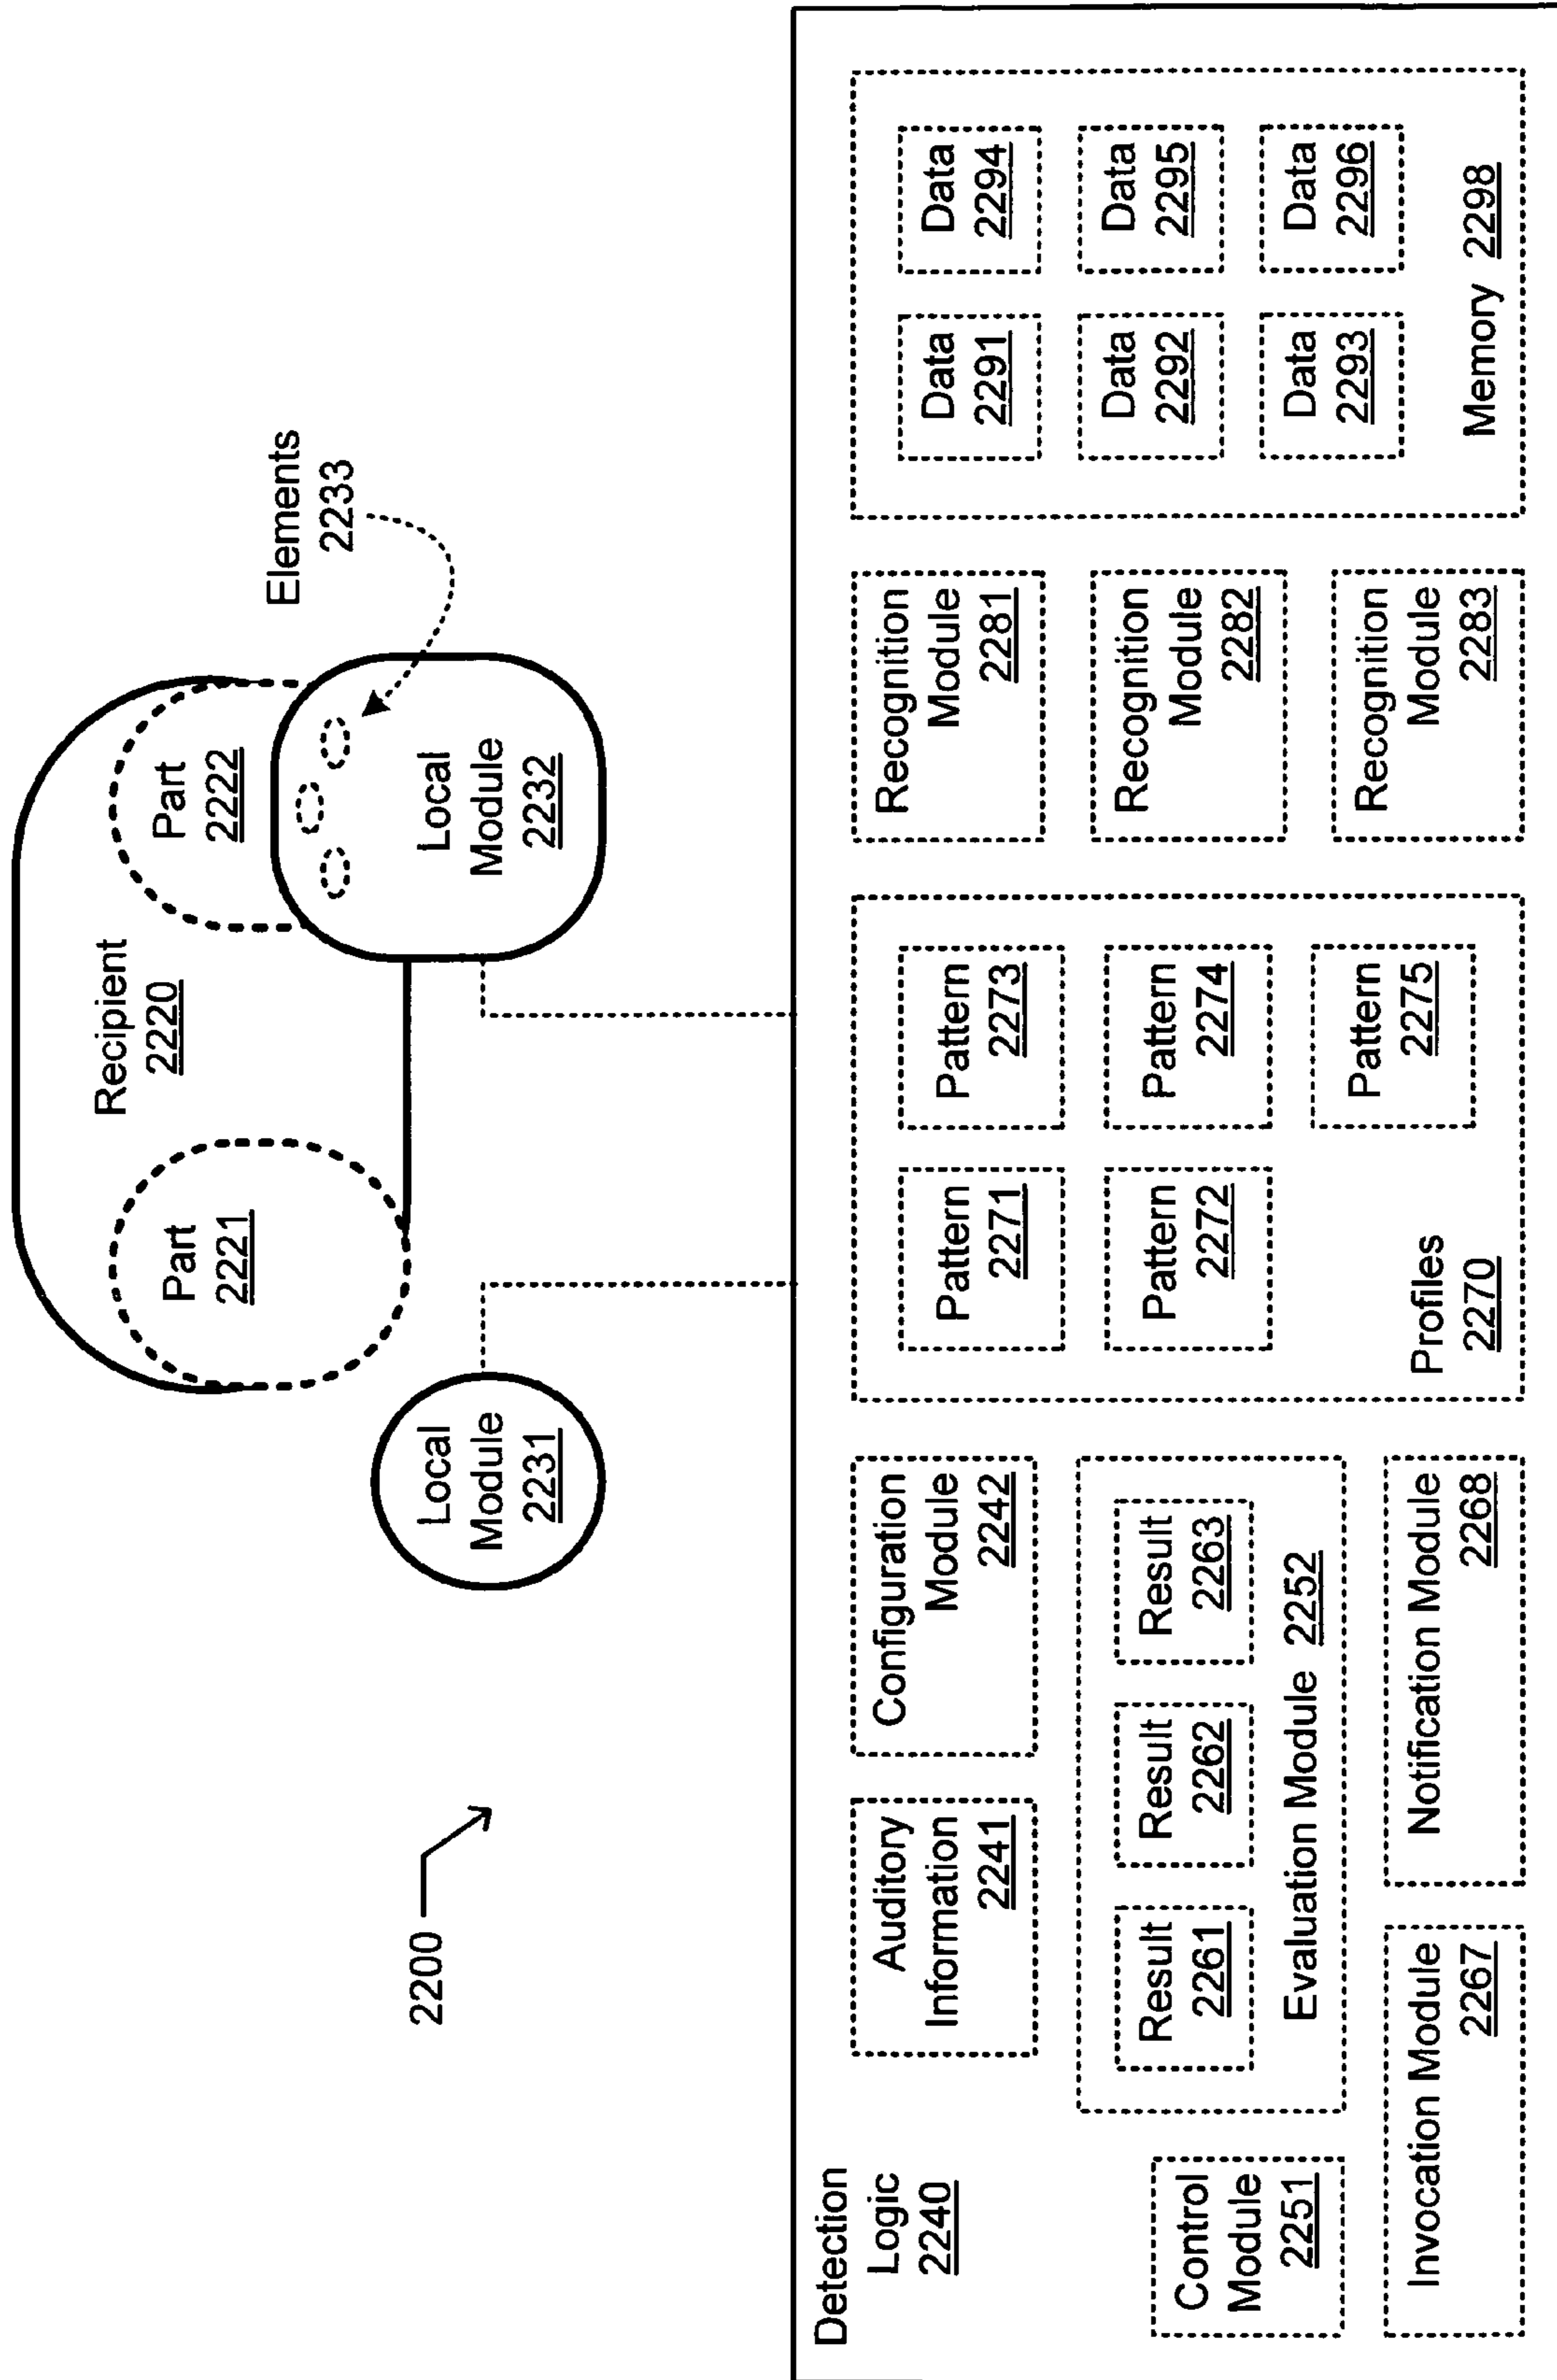 2200
Recipient
2220
Part
2221
Part
2222
Elements
2233
Local
Module
2231
Local
Module
2232
Detection
Logic
2240
Auditory
Information
2241
Configuration
Module
2242
Control
Module
2251
Result
2261
Result
2262
Result
2263
Evaluation Module 2252
Invocation Module
2267
Notification Module
2268
Pattern
2271
Pattern
2273
Pattern
2272
Pattern
2274
Pattern
2275
Profiles
2270
Recognition
Module
2281
Recognition
Module
2282
Recognition
Module
2283
Data
2291
Data
2294
Data
2292
Data
2295
Data
2293
Data
2296
Memory 2298